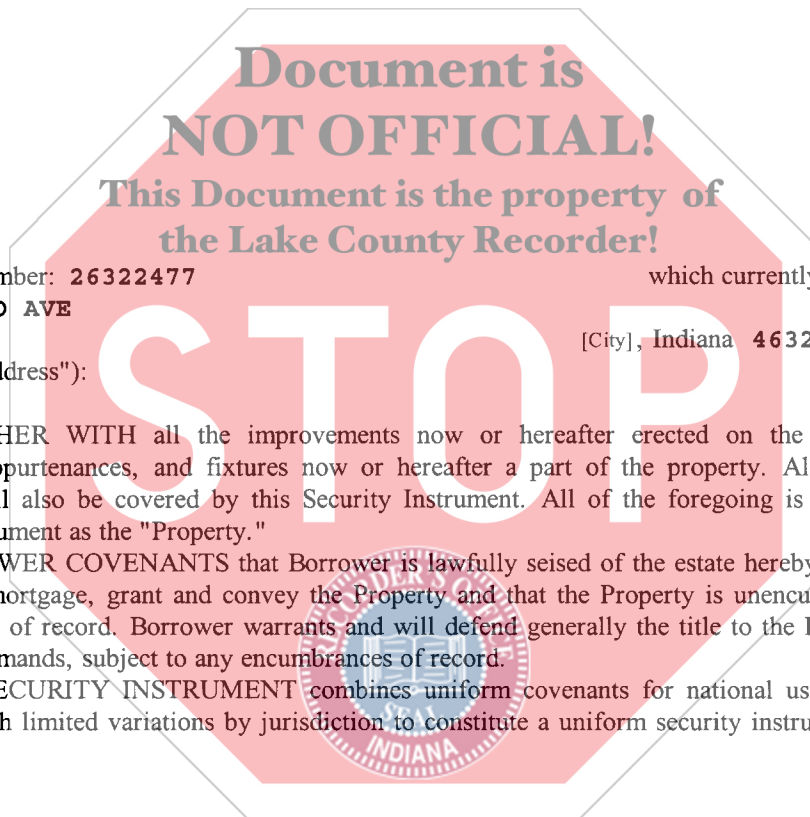 Document is
NOT OFFICIAL!
This Document is the property of
the Lake County Recorder!
mber: 26322477 which currently
AVE
[City], Indiana 4632
ddress"):
STOP
HER WITH all the improvements now or hereafter erected on the
ppurtenances, and fixtures now or hereafter a part of the property. Al
l also be covered by this Security Instrument. All of the foregoing is
ument as the "Property."
WER COVENANTS that Borrower is lawfully seised of the estate hereby
mortgage, grant and convey the Property and that the Property is unencu
of record. Borrower warrants and will defend generally the title to the
mands, subject to any encumbrances of record.
ECURITY INSTRUMENT combines uniform covenants for national us
h limited variations by jurisdiction to constitute a uniform security instru
RECORDER'S OFFICE
SEAL
INDIANA